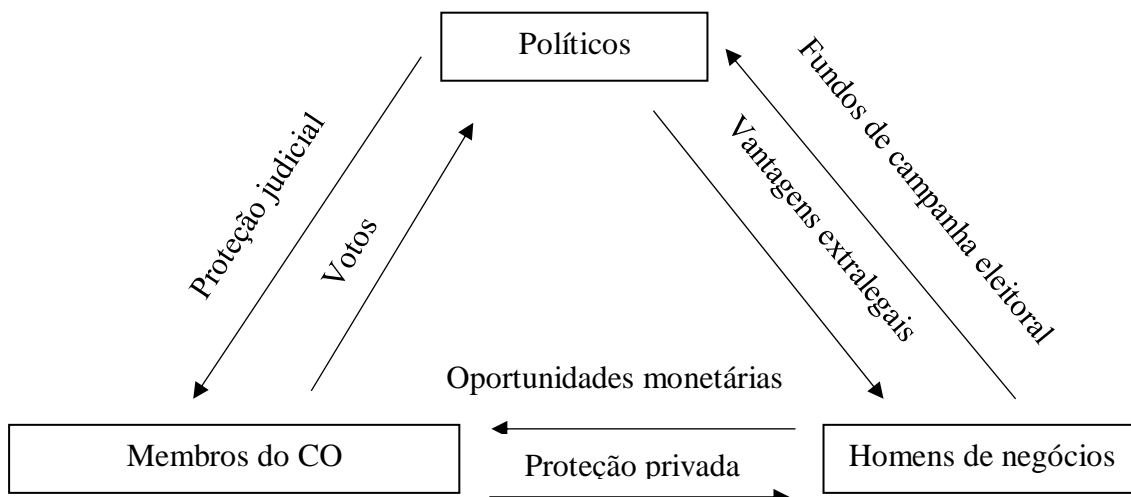 Políticos
Proteção judicial
Votos
Vantagens extralegais
Fundos de campanha eleitoral
Oportunidades monetárias
Membros do CO
Proteção privada
Homens de negócios